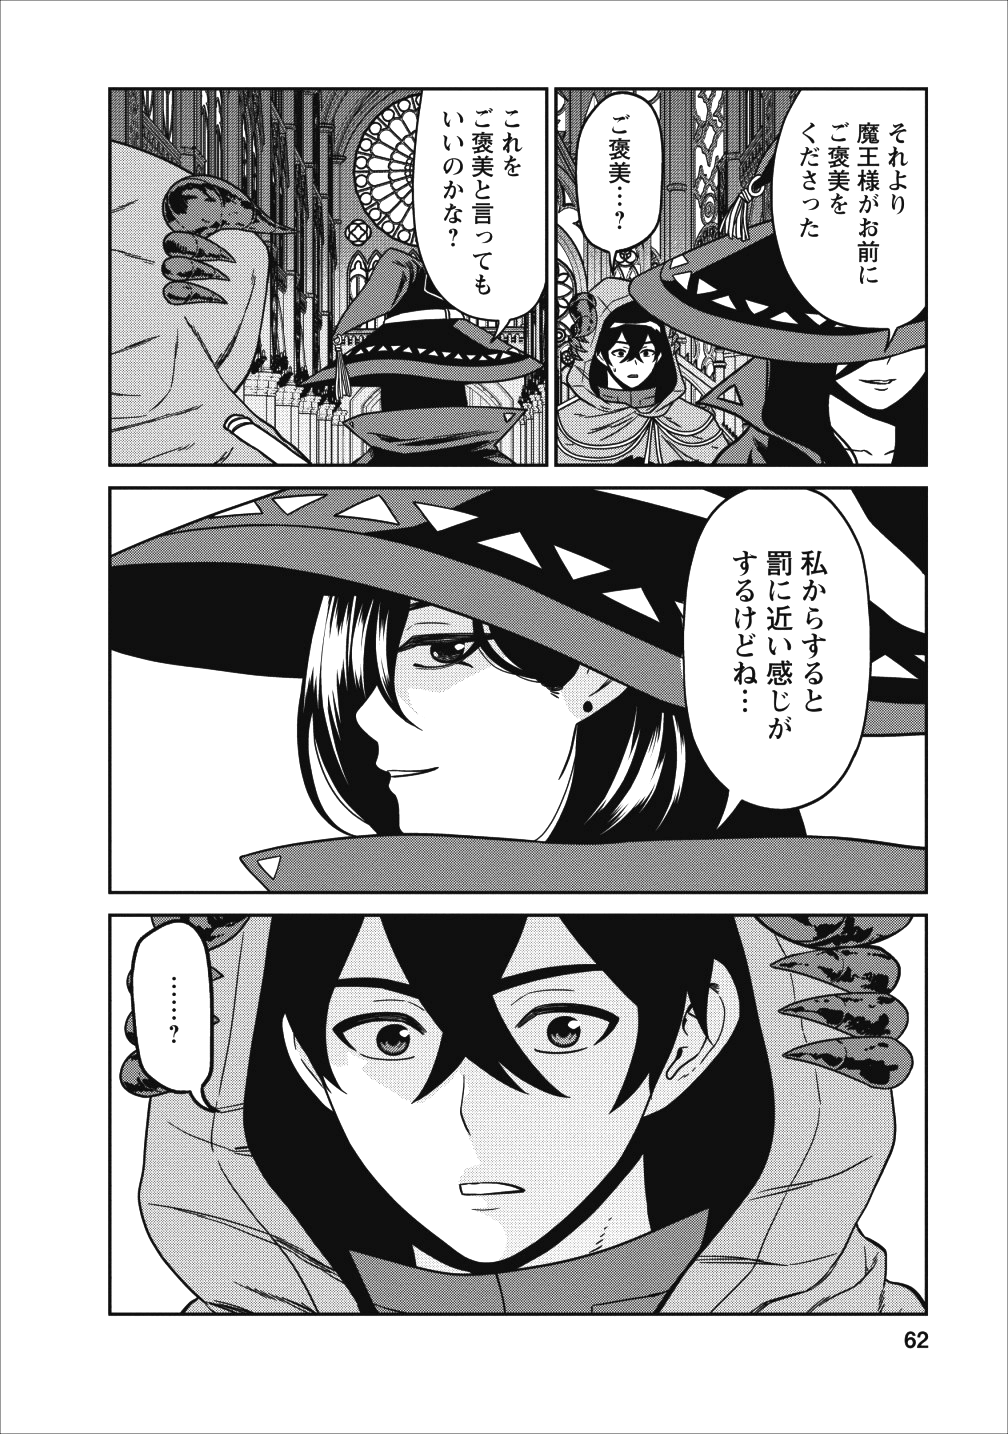 それより
魔王様がお前に
ご褒美を
くださった
ご褒美…?
これを
ご褒美と言っても
いいのかな?
私からすると
罰に近い感じが
するけどね…
……?
62